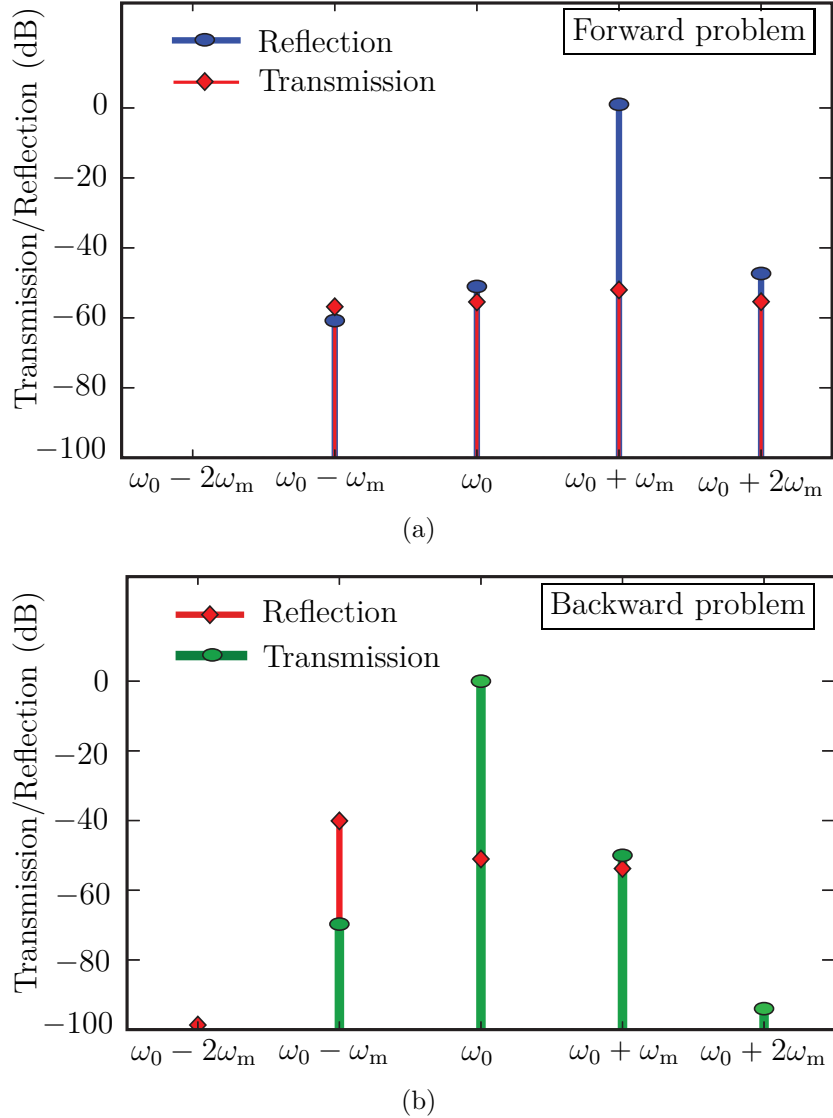 Forward problem
Reflection
Transmission
Transmission/Reflection (dB)
0
−20
−40
−60
−80
−100
ω₀ − 2ωₘ
ω₀ − ωₘ
ω₀
ω₀ + ωₘ
ω₀ + 2ωₘ
(a)
Backward problem
Reflection
Transmission
Transmission/Reflection (dB)
0
−20
−40
−60
−80
−100
ω₀ − 2ωₘ
ω₀ − ωₘ
ω₀
ω₀ + ωₘ
ω₀ + 2ωₘ
(b)